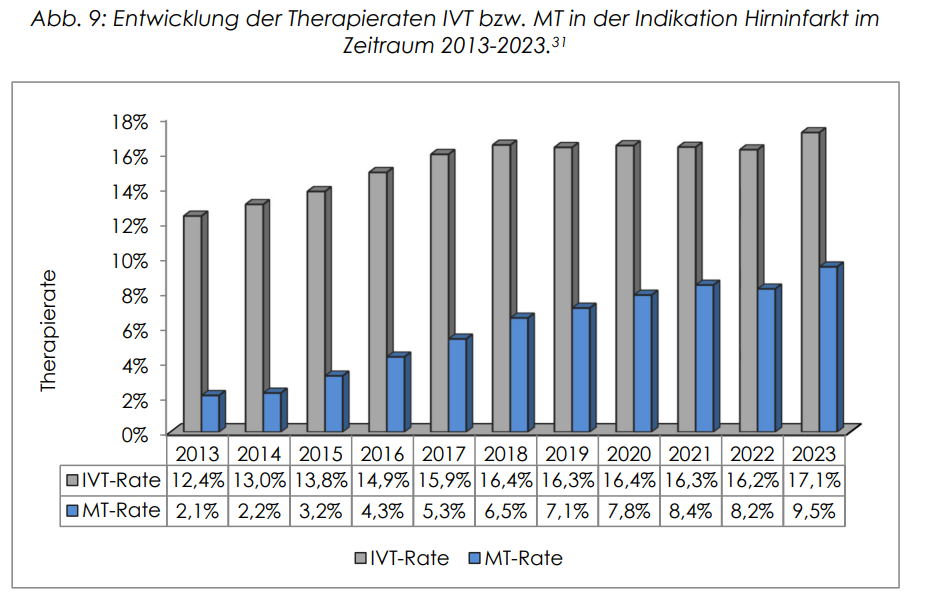 Abb. 9: Entwicklung der Therapieraten IVT bzw. MT in der Indikation Hirninfarkt im
Zeitraum 2013-2023.³¹
18%
16%
14%
12%
10%
8%
6%
4%
2%
0%
Therapierate
2013 2014 2015 2016 2017 2018 2019 2020 2021 2022 2023
IVT-Rate 12,4% 13,0% 13,8% 14,9% 15,9% 16,4% 16,3% 16,4% 16,3% 16,2% 17,1%
MT-Rate 2,1% 2,2% 3,2% 4,3% 5,3% 6,5% 7,1% 7,8% 8,4% 8,2% 9,5%
IVT-Rate MT-Rate